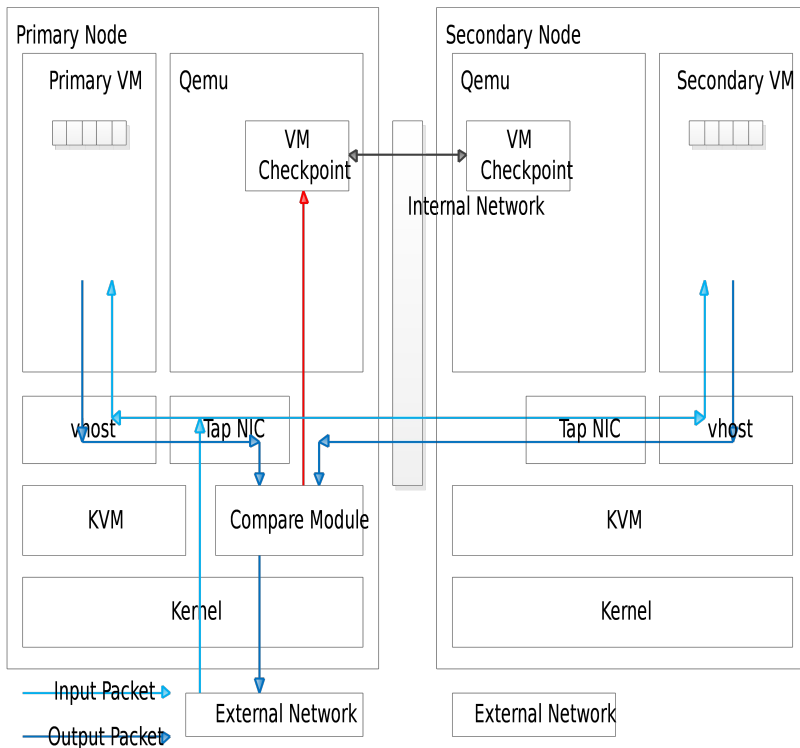 Primary Node
Secondary Node
Primary VM
Qemu
Qemu
Secondary VM
VM
Checkpoint
VM
Checkpoint
Internal Network
vhost
Tap NIC
Tap NIC
vhost
KVM
Compare Module
KVM
Kernel
Kernel
Input Packet
External Network
External Network
Output Packet